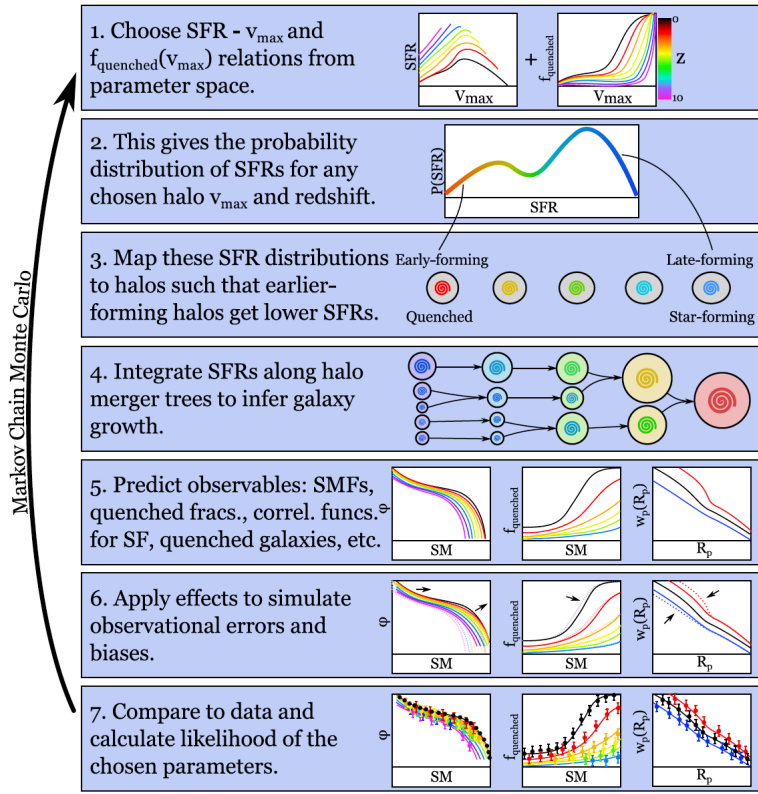 1. Choose SFR - vmax and
fquenched(vmax) relations from
parameter space.
SFR
Vmax
+
fquenched
Vmax
0
Z
10
2. This gives the probability
distribution of SFRs for any
chosen halo vmax and redshift.
P(SFR)
SFR
3. Map these SFR distributions
to halos such that earlier-
forming halos get lower SFRs.
Early-forming
Late-forming
Quenched
Star-forming
Markov Chain Monte Carlo
4. Integrate SFRs along halo
merger trees to infer galaxy
growth.
5. Predict observables: SMFs,
quenched fracs., correl. funcs.
for SF, quenched galaxies, etc.
φ
SM
fquenched
SM
wp(Rp)
Rp
6. Apply effects to simulate
observational errors and
biases.
φ
SM
fquenched
SM
wp(Rp)
Rp
7. Compare to data and
calculate likelihood of the
chosen parameters.
φ
SM
fquenched
SM
wp(Rp)
Rp